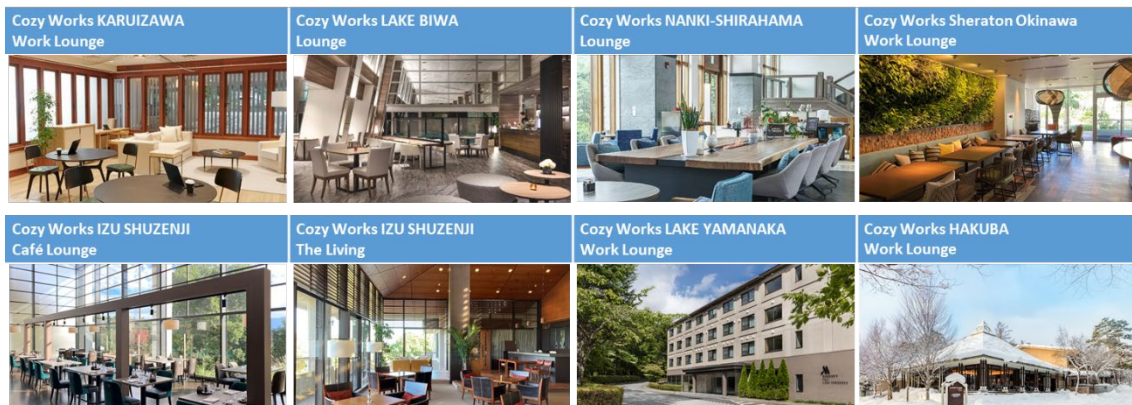 Cozy Works KARUIZAWA
Work Lounge
Cozy Works LAKE BIWA
Lounge
Cozy Works NANKI-SHIRAHAMA
Lounge
Cozy Works Sheraton Okinawa
Work Lounge
Cozy Works IZU SHUZENJI
Café Lounge
Cozy Works IZU SHUZENJI
The Living
Cozy Works LAKE YAMANAKA
Work Lounge
Cozy Works HAKUBA
Work Lounge